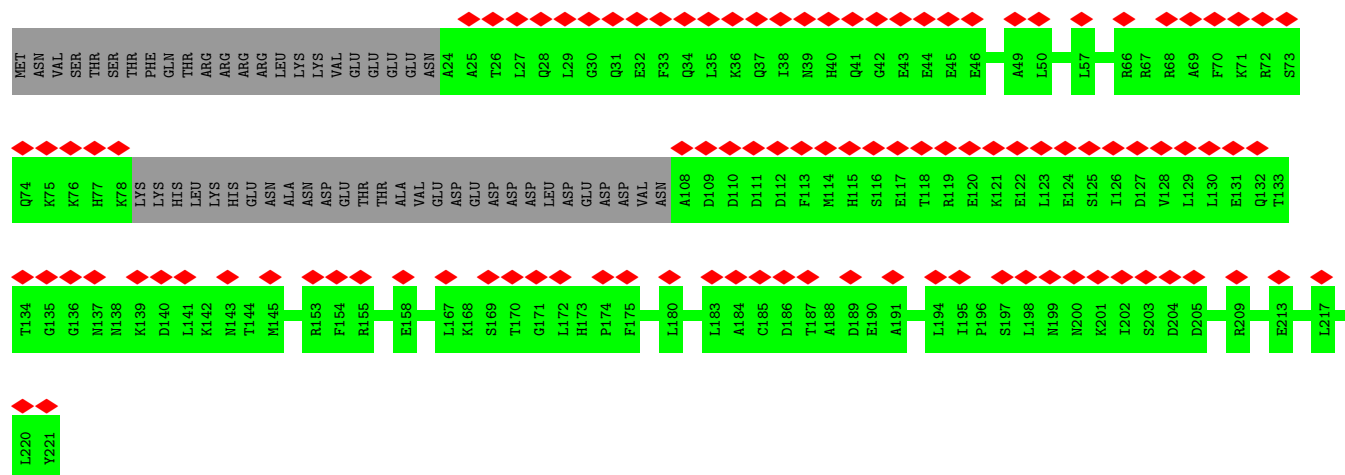 MET ASN VAL SER THR SER THR PHE GLN THR ARG ARG ARG ARG LEU LYS LYS VAL GLU GLU GLU GLU ASN A24 A25 T26 L27 Q28 L29 G30 Q31 E32 F33 Q34 L35 K36 Q37 I38 N39 H40 Q41 G42 E43 E44 E45 E46 A49 L50 L57 R66 R67 R68 A69 F70 K71 R72 S73
Q74 K75 K76 H77 K78 LYS LYS HIS LEU LYS HIS GLU ASN ALA ASN ASP GLU THR THR ALA VAL GLU ASP GLU ASP ASP ASP LEU ASP GLU ASP ASP VAL ASN A108 D109 D110 D111 D112 F113 M114 H115 S116 E117 T118 R119 E120 K121 E122 L123 E124 S125 I126 D127 V128 L129 L130 E131 Q132 T133
T134 G135 G136 N137 N138 K139 D140 L141 K142 N143 T144 M145 R153 F154 R155 E158 L167 K168 S169 T170 G171 L172 H173 P174 F175 L180 L183 A184 C185 D186 T187 A188 D189 E190 A191 L194 I195 P196 S197 L198 N199 N200 K201 I202 S203 D204 D205 R209 E213 L217
L220 Y221